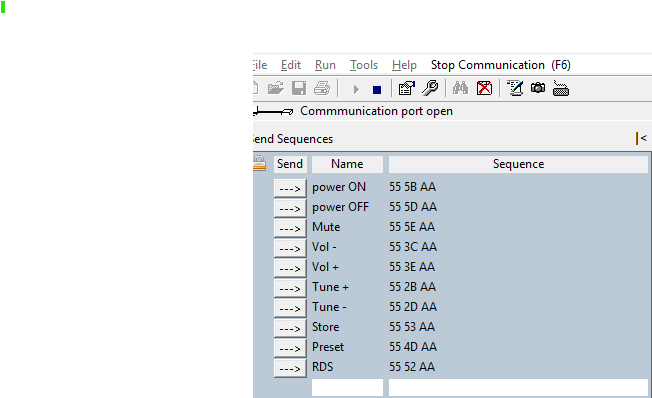 File Edit Run Tools Help Stop Communication (F6)
Commmunication port open
Send Sequences
Send Name Sequence
---> power ON 55 5B AA
---> power OFF 55 5D AA
---> Mute 55 5E AA
---> Vol - 55 3C AA
---> Vol + 55 3E AA
---> Tune + 55 2B AA
---> Tune - 55 2D AA
---> Store 55 53 AA
---> Preset 55 4D AA
---> RDS 55 52 AA